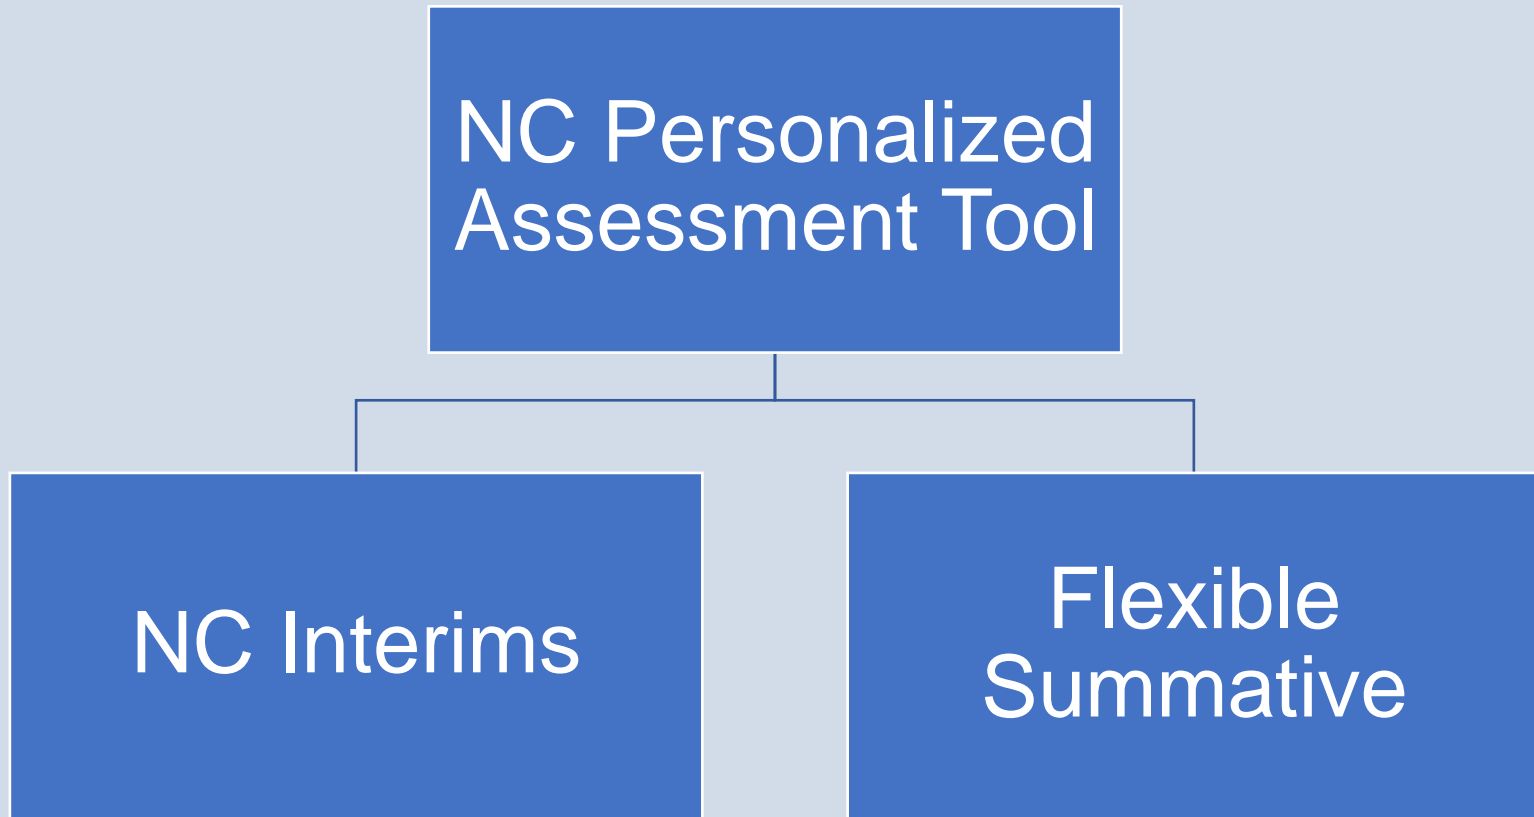 NC Personalized
Assessment Tool
NC Interims
Flexible
Summative